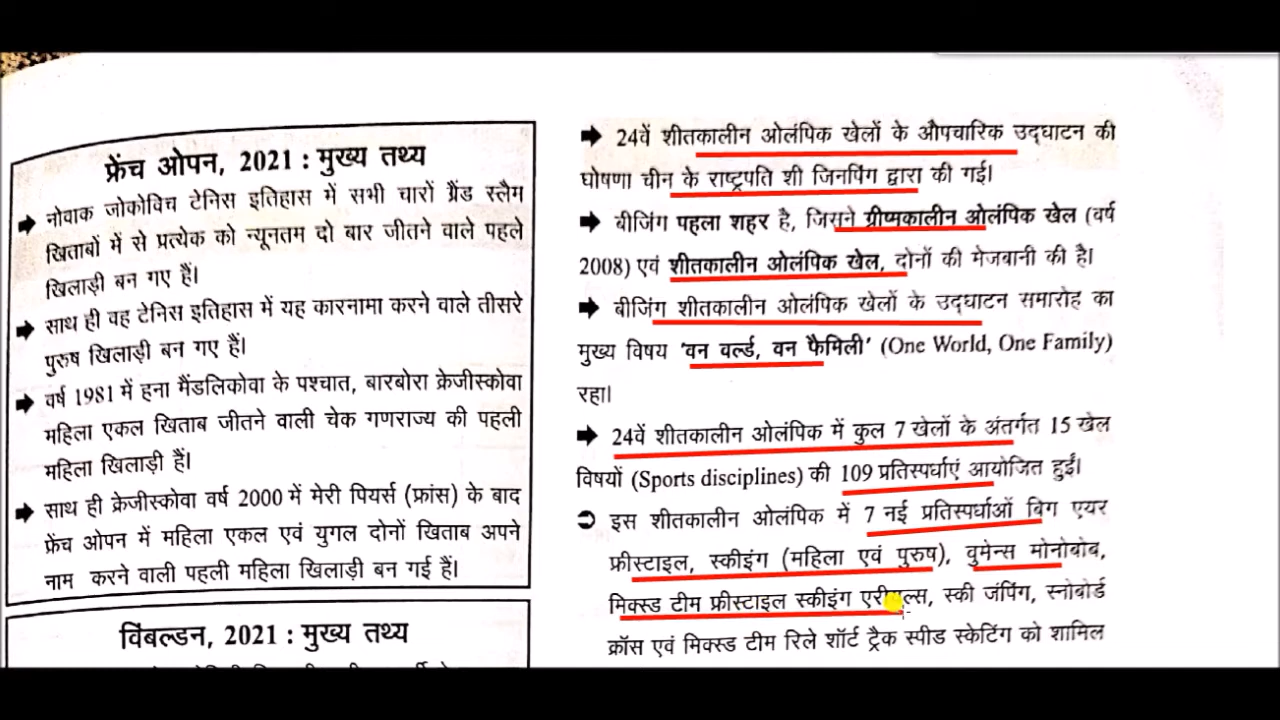 फ्रेंच ओपन, 2021 : मुख्य तथ्य
➡ नोवाक जोकोविच टेनिस इतिहास में सभी चारों ग्रैंड स्लैम
खिताबों में से प्रत्येक को न्यूनतम दो बार जीतने वाले पहले
खिलाड़ी बन गए हैं।
➡ साथ ही वह टेनिस इतिहास में यह कारनामा करने वाले तीसरे
पुरुष खिलाड़ी बन गए हैं।
➡ वर्ष 1981 में हना मैंडलिकोवा के पश्चात, बारबोरा क्रेजीस्कोवा
महिला एकल खिताब जीतने वाली चेक गणराज्य की पहली
महिला खिलाड़ी हैं।
➡ साथ ही क्रेजीस्कोवा वर्ष 2000 में मेरी पियर्स (फ्रांस) के बाद
फ्रेंच ओपन में महिला एकल एवं युगल दोनों खिताब अपने
नाम करने वाली पहली महिला खिलाड़ी बन गई हैं।
विंबलडन, 2021 : मुख्य तथ्य
➡ 24वें शीतकालीन ओलंपिक खेलों के औपचारिक उद्घाटन की
घोषणा चीन के राष्ट्रपति शी जिनपिंग द्वारा की गई।
➡ बीजिंग पहला शहर है, जिसने ग्रीष्मकालीन ओलंपिक खेल (वर्ष
2008) एवं शीतकालीन ओलंपिक खेल, दोनों की मेजबानी की है।
➡ बीजिंग शीतकालीन ओलंपिक खेलों के उद्घाटन समारोह का
मुख्य विषय 'वन वर्ल्ड, वन फैमिली' (One World, One Family)
रहा।
➡ 24वें शीतकालीन ओलंपिक में कुल 7 खेलों के अंतर्गत 15 खेल
विषयों (Sports disciplines) की 109 प्रतिस्पर्धाएं आयोजित हुईं।
➲ इस शीतकालीन ओलंपिक में 7 नई प्रतिस्पर्धाओं बिग एयर
फ्रीस्टाइल, स्कीइंग (महिला एवं पुरुष), वुमेन्स मोनोबोब,
मिक्स्ड टीम फ्रीस्टाइल स्कीइंग एरीयल्स, स्की जंपिंग, स्नोबोर्ड
क्रॉस एवं मिक्स्ड टीम रिले शॉर्ट ट्रैक स्पीड स्केटिंग को शामिल